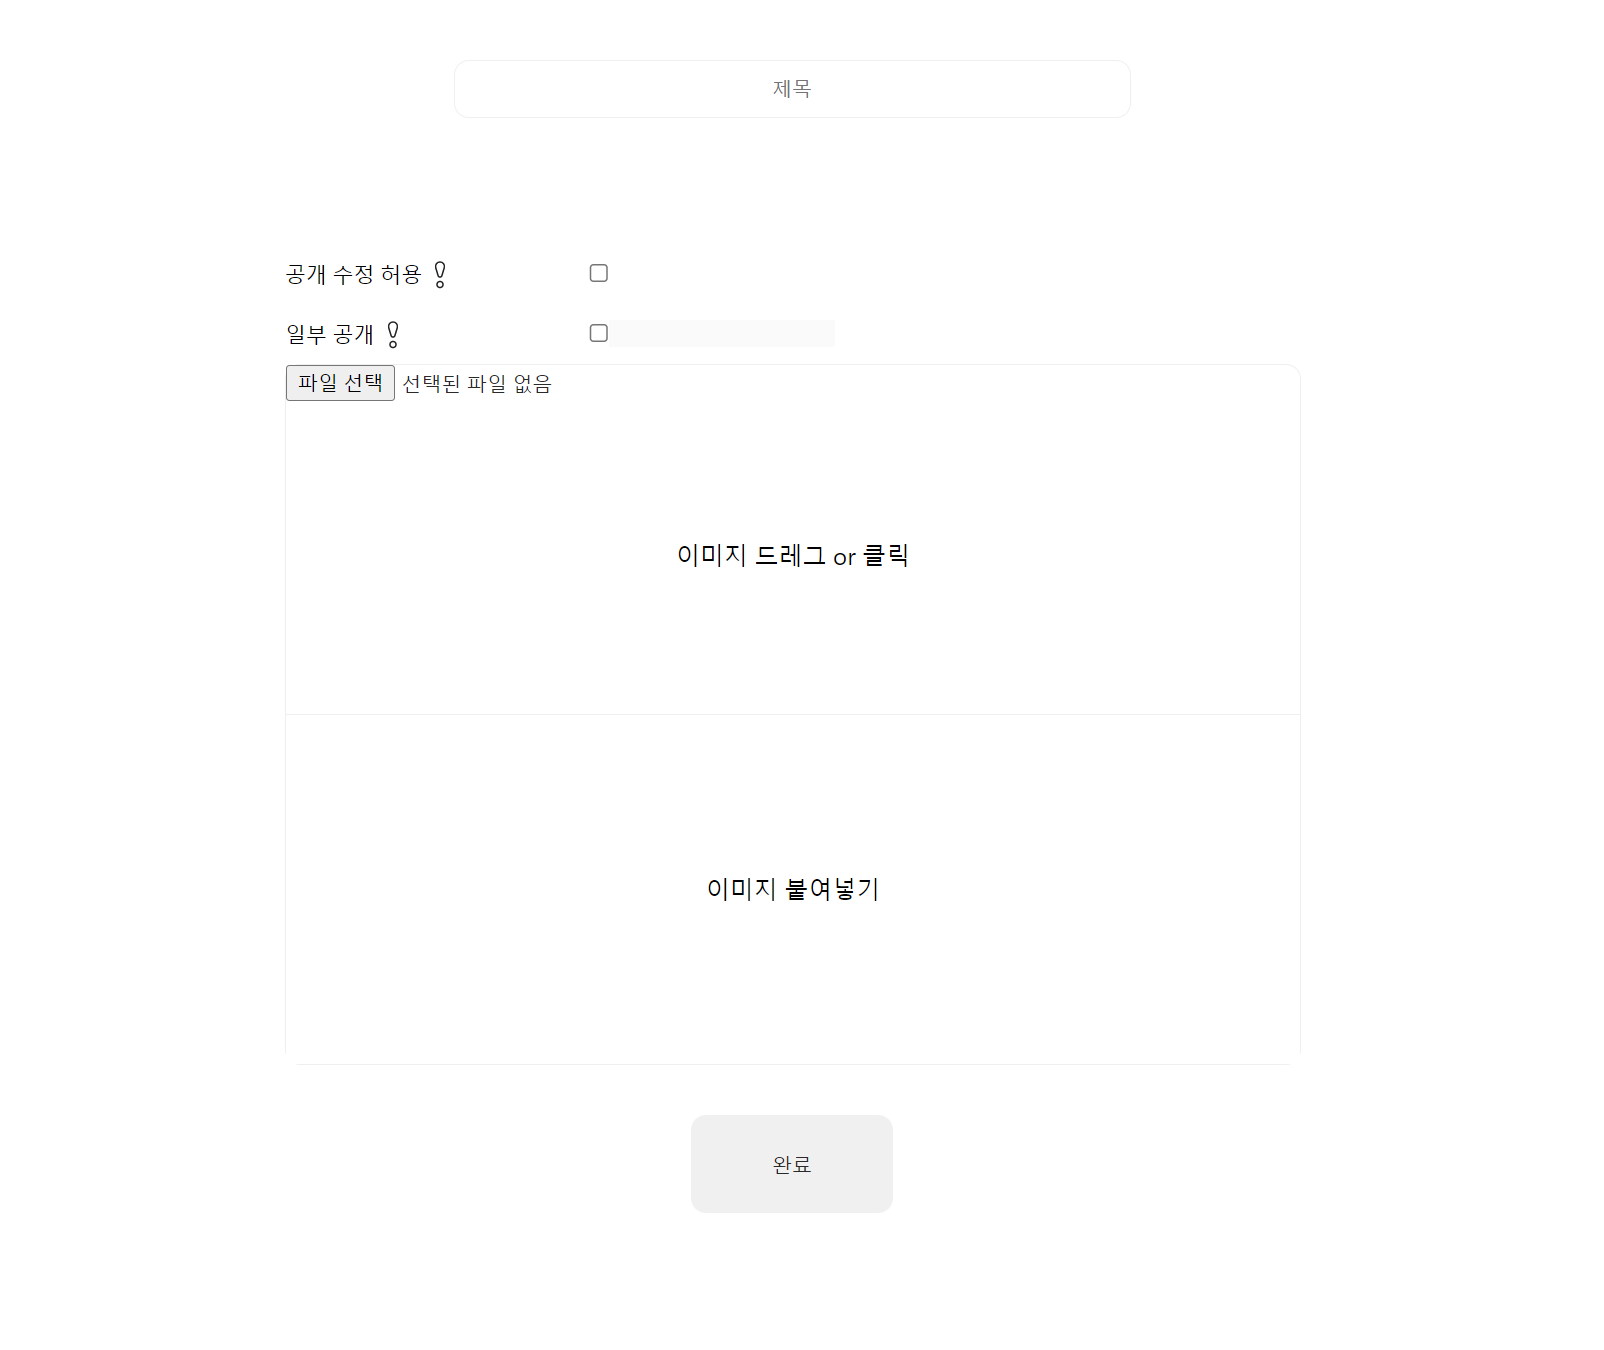 제목
공개 수정 허용
일부 공개
파일 선택 선택된 파일 없음
이미지 드레그 or 클릭
이미지 붙여넣기
완료